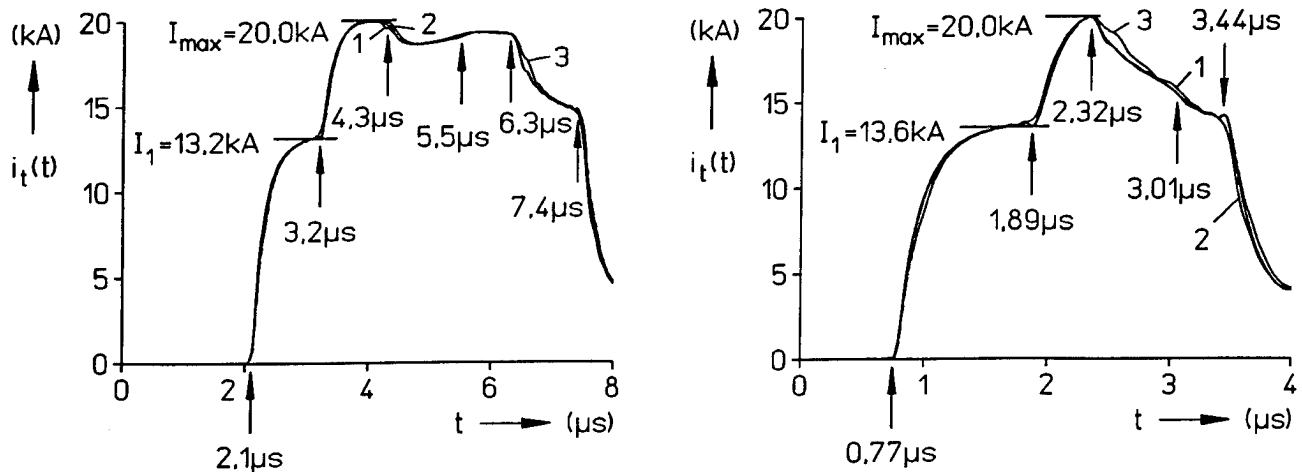 (kA)
i_t(t)
20
15
10
5
0
I_max=20,0kA
I_1=13,2kA
1
2
3
4,3µs
5,5µs
6,3µs
7,4µs
3,2µs
2,1µs
0
2
4
6
8
t
(µs)
(kA)
i_t(t)
20
15
10
5
0
I_max=20,0kA
I_1=13,6kA
3
3,44µs
1
2,32µs
3,01µs
1,89µs
2
0,77µs
0
1
2
3
4
t
(µs)